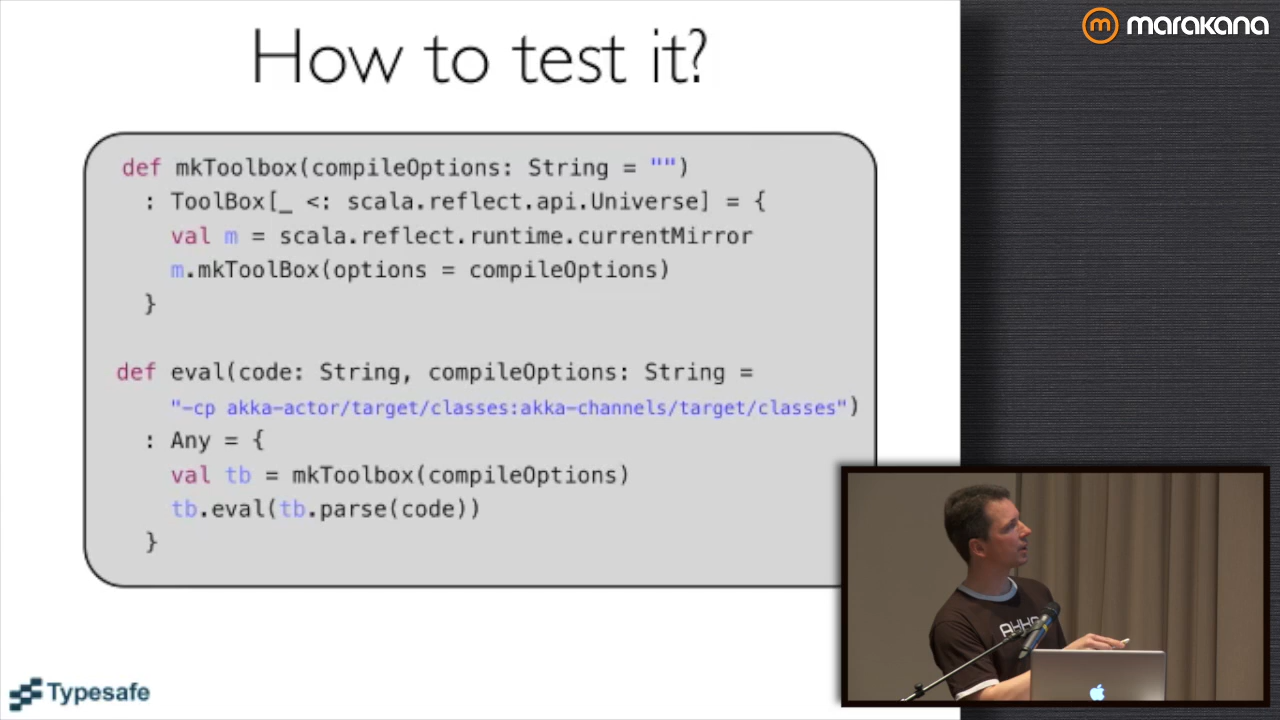 How to test it?
marakana
def mkToolbox(compileOptions: String = "")
: ToolBox[_ <: scala.reflect.api.Universe] = {
val m = scala.reflect.runtime.currentMirror
m.mkToolBox(options = compileOptions)
}
def eval(code: String, compileOptions: String =
"-cp akka-actor/target/classes:akka-channels/target/classes")
: Any = {
val tb = mkToolbox(compileOptions)
tb.eval(tb.parse(code))
}
Akka
Typesafe